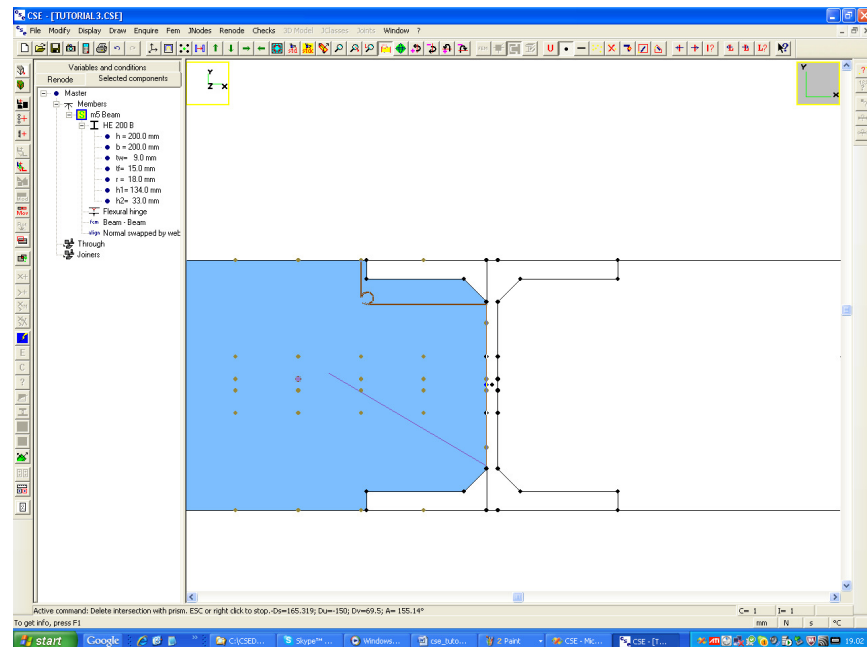 CSE - [TUTORIAL3.CSE]
File Modify Display Draw Enquire Fem JNodes Renode Checks 3D Model JClasses Joints Window ?
Variables and conditions
Renode Selected components
Master
Members
m5 Beam
HE 200 B
h = 200.0 mm
b = 200.0 mm
tw= 9.0 mm
tf= 15.0 mm
r = 18.0 mm
h1= 134.0 mm
h2= 33.0 mm
Flexural hinge
Beam - Beam
Normal swapped by web
Through
Joiners
Y
Z X
Y
X
Active command: Delete intersection with prism. ESC or right click to stop.-Ds=165.319; Du=-150; Dv=69.5; A= 155.14°
C= 1 I= 1
To get info, press F1
mm N s °C
start Google C:\CSED... Skype™ ... Windows... cse_tuto... 2 Paint CSE - Mic... CSE - [T... 19.02